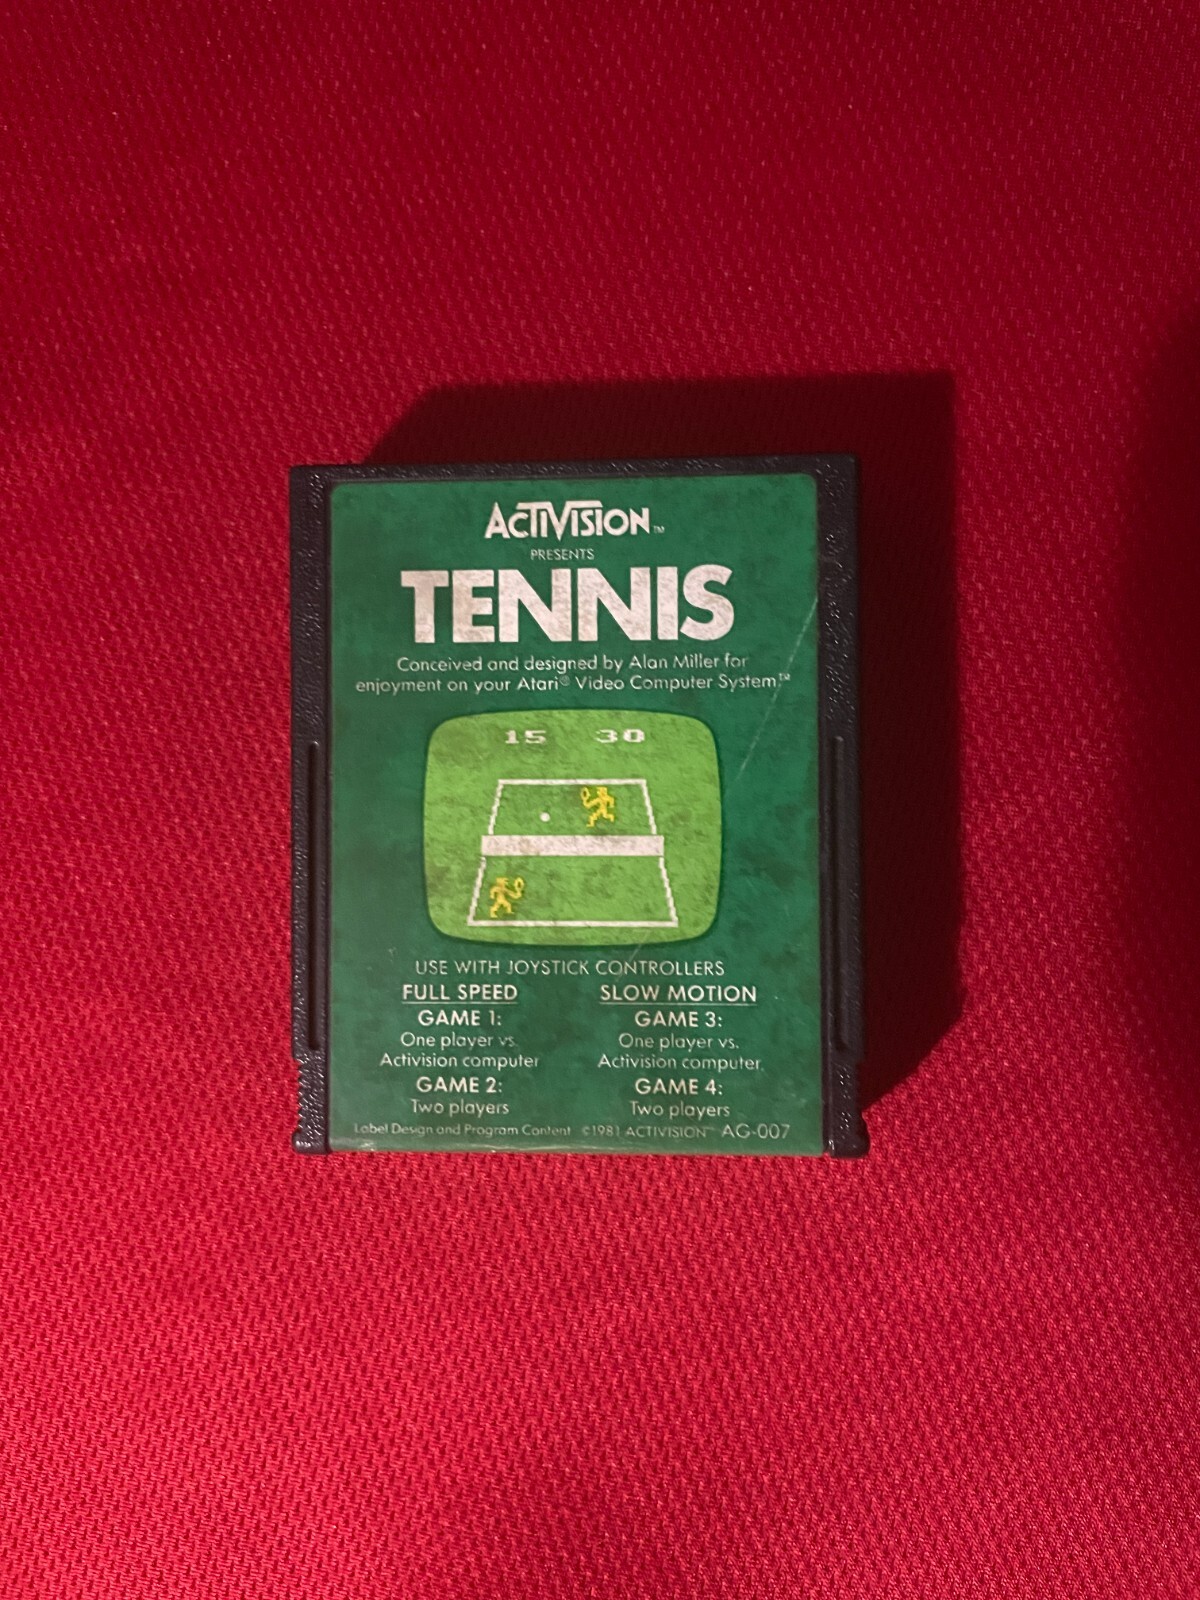 ACTIVISION™
PRESENTS
TENNIS
Conceived and designed by Alan Miller for
enjoyment on your Atari® Video Computer System™
15 30
USE WITH JOYSTICK CONTROLLERS
FULL SPEED
GAME 1:
One player vs.
Activision computer
GAME 2:
Two players
SLOW MOTION
GAME 3:
One player vs.
Activision computer
GAME 4:
Two players
Label Design and Program Content ©1981 ACTIVISION™ AG-007